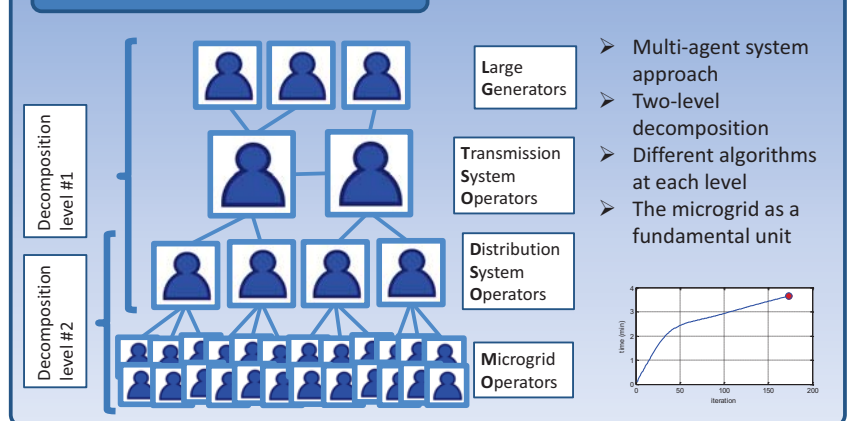 Decomposition
level #1
Decomposition
level #2
Large
Generators
Transmission
System
Operators
Distribution
System
Operators
Microgrid
Operators
➢ Multi-agent system
approach
➢ Two-level
decomposition
➢ Different algorithms
at each level
➢ The microgrid as a
fundamental unit
4
3
2
1
0
time (min)
0 50 100 150 200
iteration